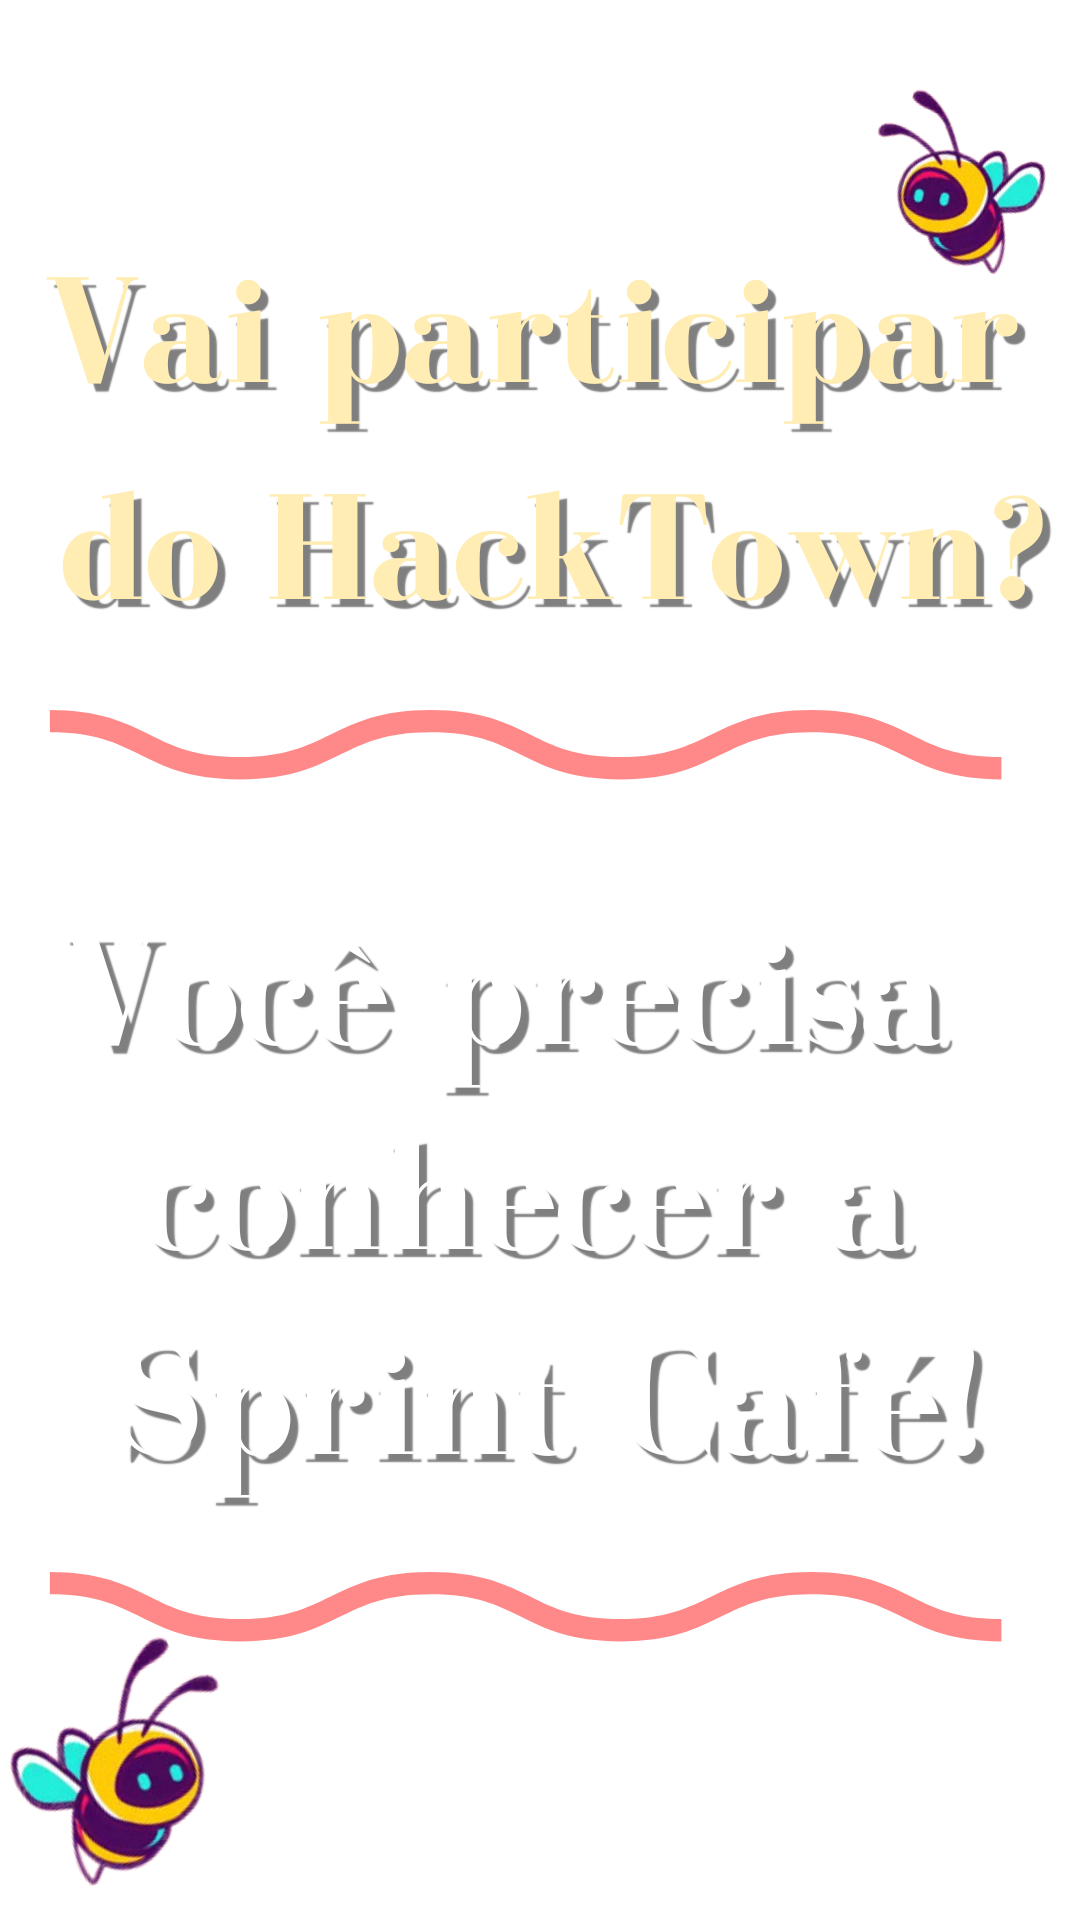 Vai participar
do HackTown?
Você precisa
conhecer a
Sprint Café!